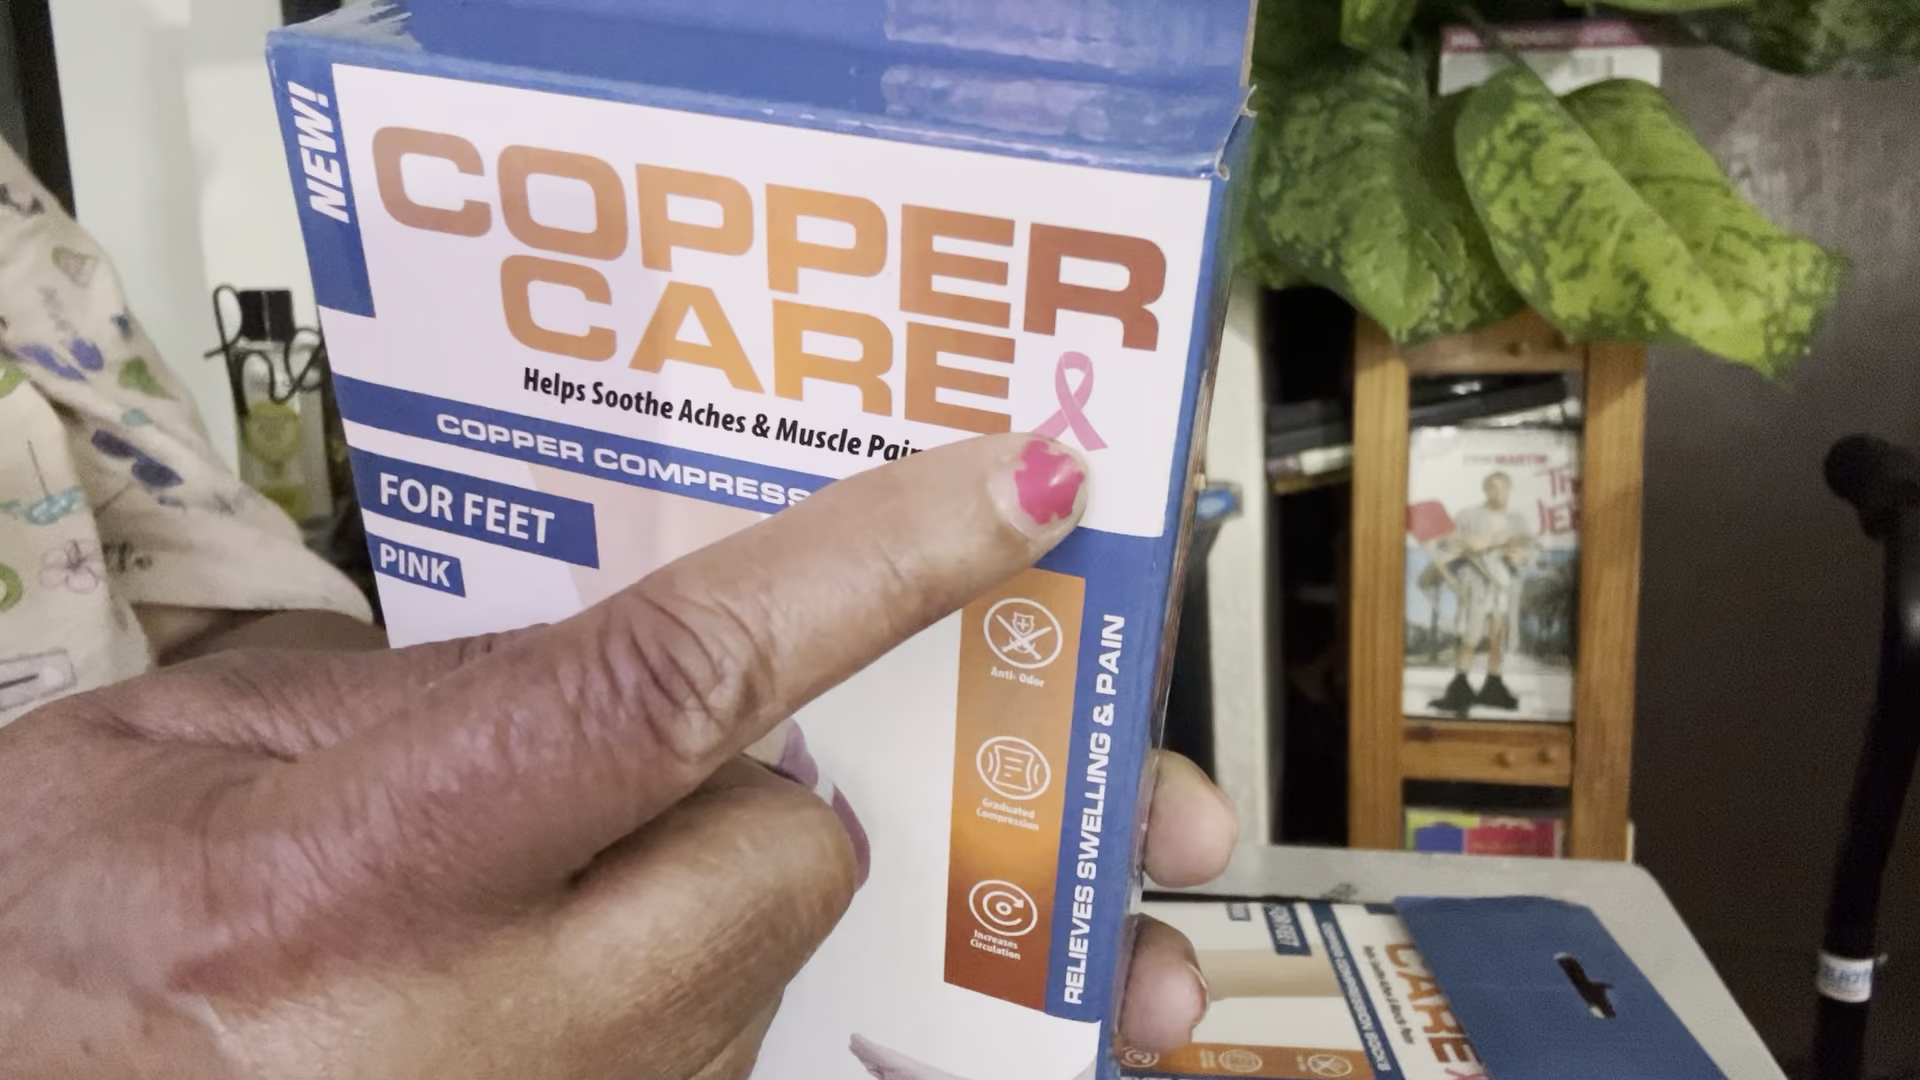 NEW!
COPPER
CARE
Helps Soothe Aches & Muscle Pain
COPPER COMPRESS
FOR FEET
PINK
Anti-Odor
Graduated
Compression
Increases
Circulation
RELIEVES SWELLING & PAIN
MARTIN
CARE